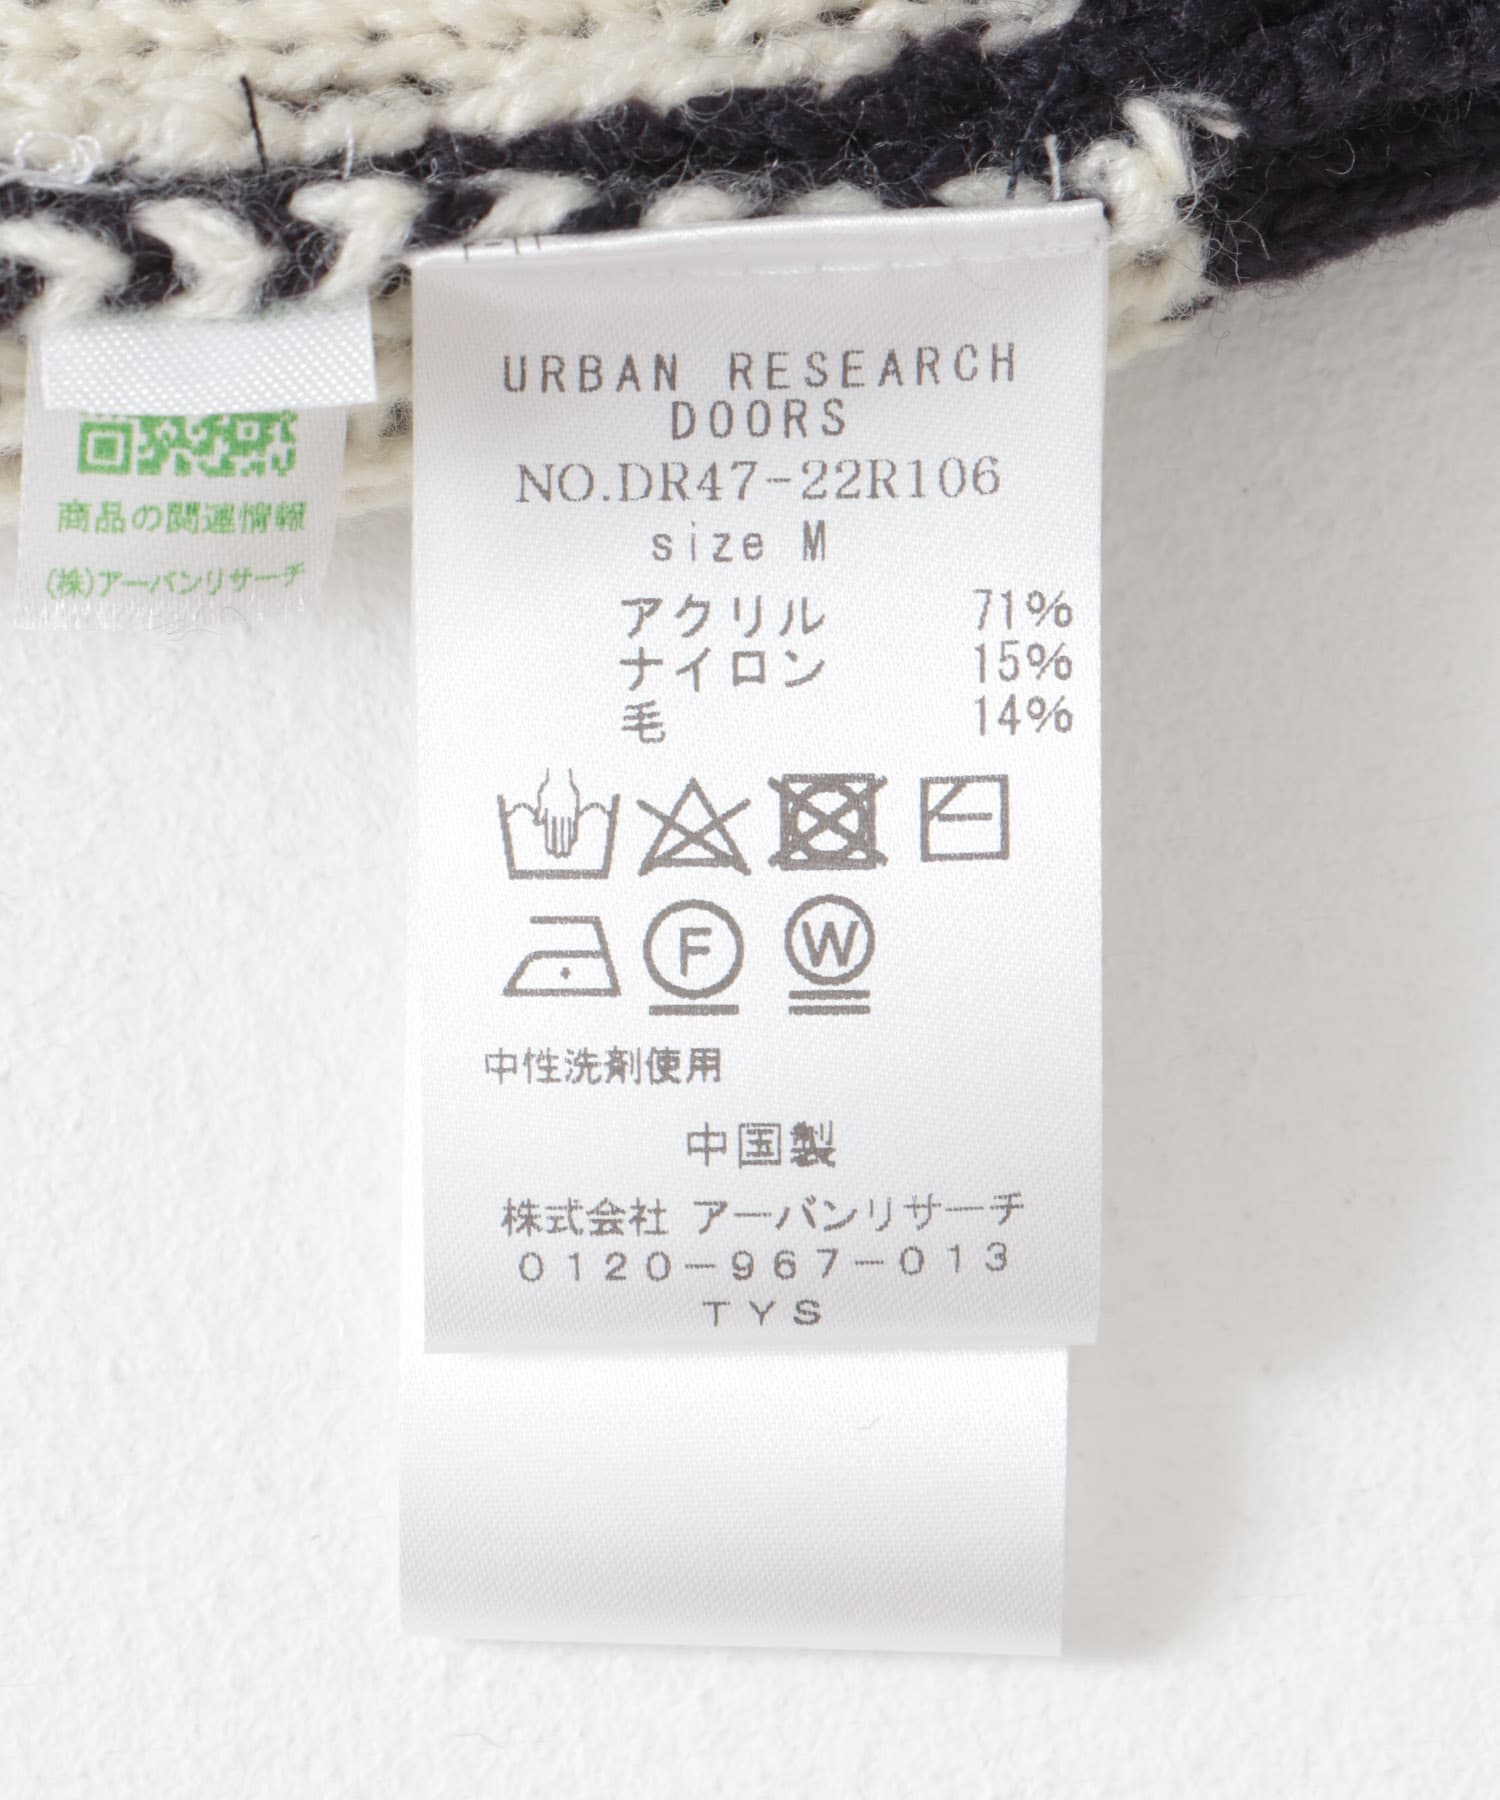 URBAN RESEARCH
DOORS
NO.DR47-22R106
size M
アクリル 71%
ナイロン 15%
毛 14%
F
W
中性洗剤使用
中国製
株式会社 アーバンリサーチ
0120-967-013
TYS
商品の関連情報
(株)アーバンリサーチ